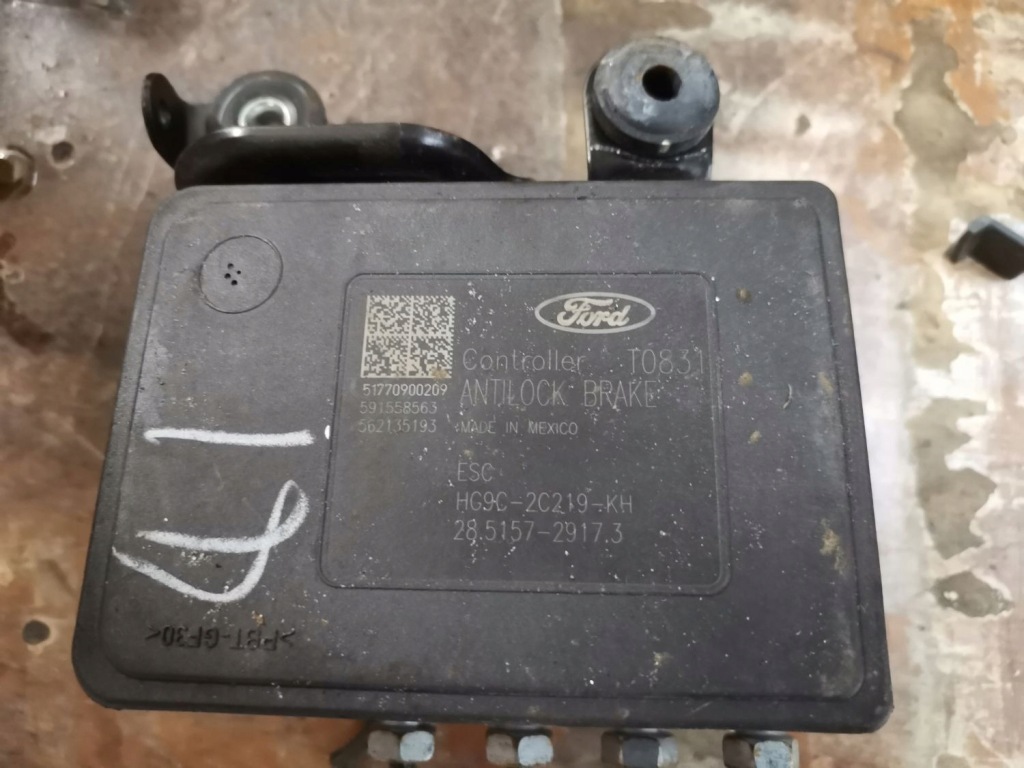 Ford
Controller T0831
ANTILOCK BRAKE
51770900209
591558563
562135193
MADE IN MEXICO
ESC
HG9C-2C219-KH
28.5157-2917.3
>PBT-GF30<